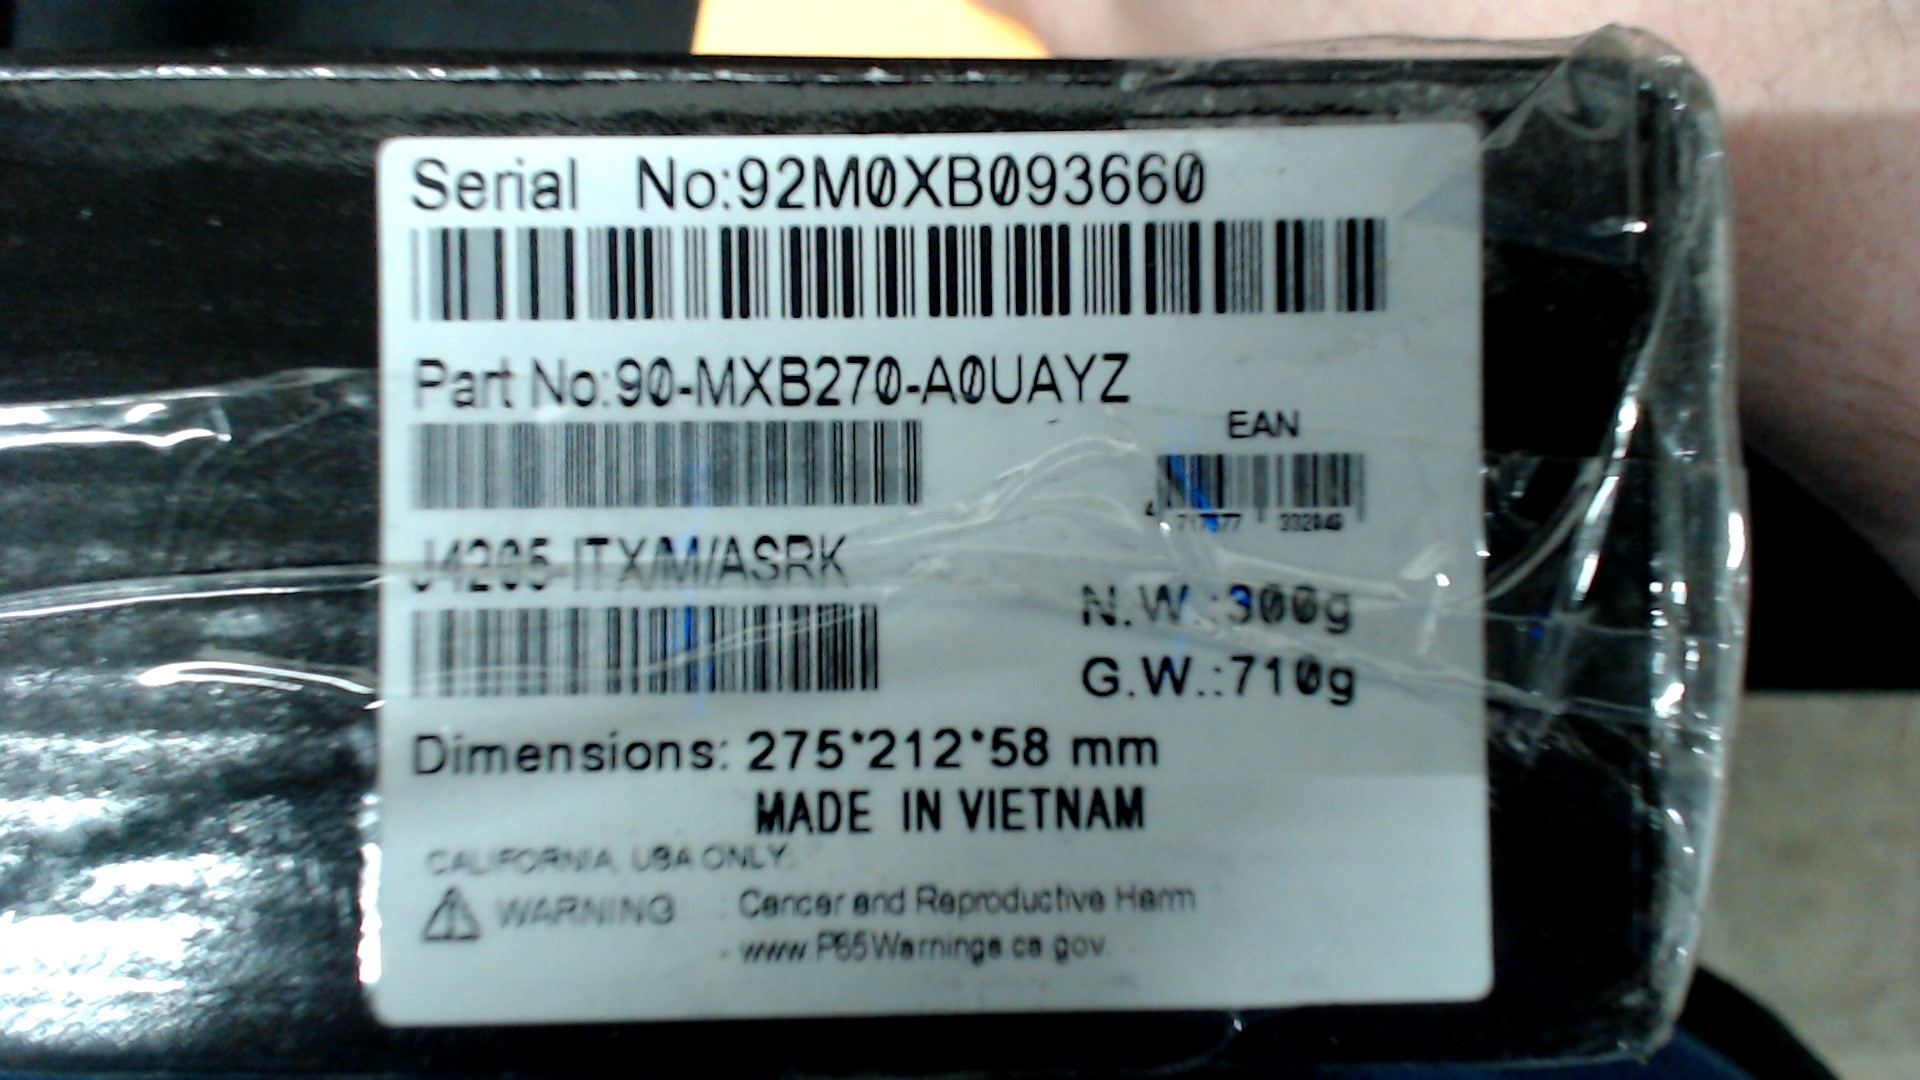 Serial No:92M0XB093660
Part No:90-MXB270-A0UAYZ
EAN
J4205-ITX/M/ASRK
N.W.:300g
G.W.:710g
Dimensions: 275*212*58 mm
MADE IN VIETNAM
CALIFORNIA, USA ONLY:
WARNING : Cancer and Reproductive Harm
- www.P65Warnings.ca.gov